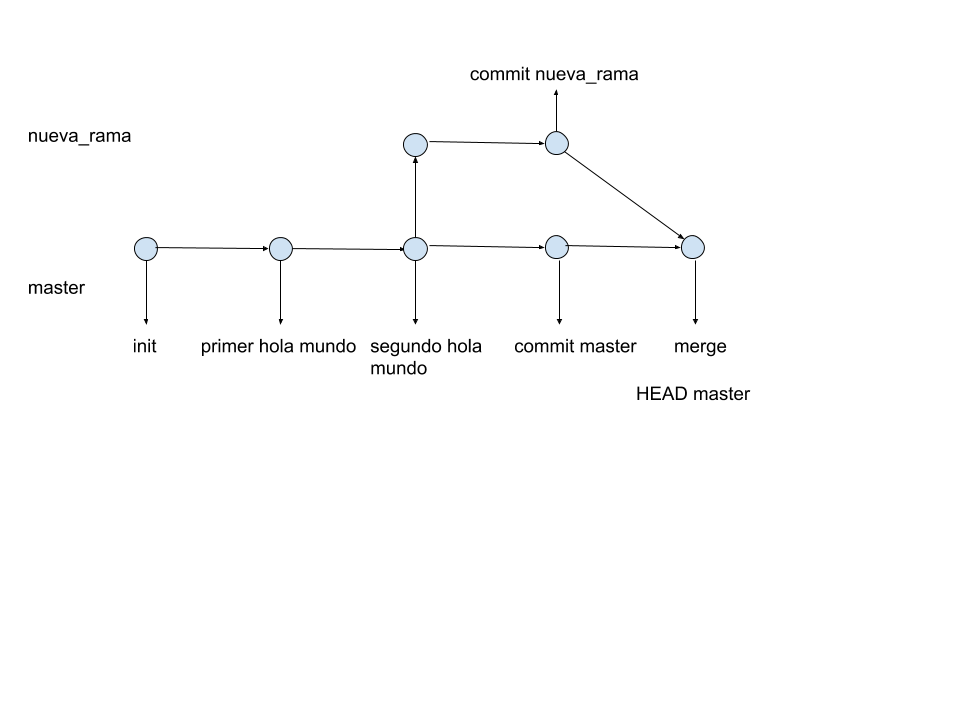 commit nueva_rama
nueva_rama
master
init
primer hola mundo
segundo hola
mundo
commit master
merge
HEAD master